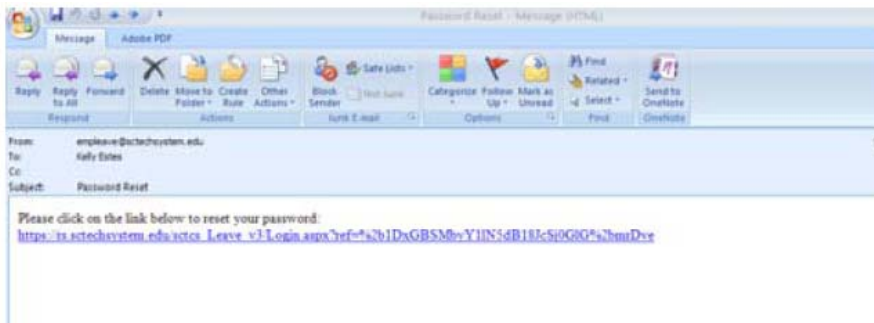 Password Reset - Message (HTML)
Message Adobe PDF
Reply Reply to All Forward Delete Move to Folder Create Rule Other Actions Block Sender Safe Lists Not Junk Categorize Follow Up Mark as Unread Find Related Select Send to OneNote
Respond Actions Junk E-mail Options Find OneNote
From: empleave@sctechsystem.edu
To: Kelly Estes
Cc:
Subject: Password Reset
Please click on the link below to reset your password: